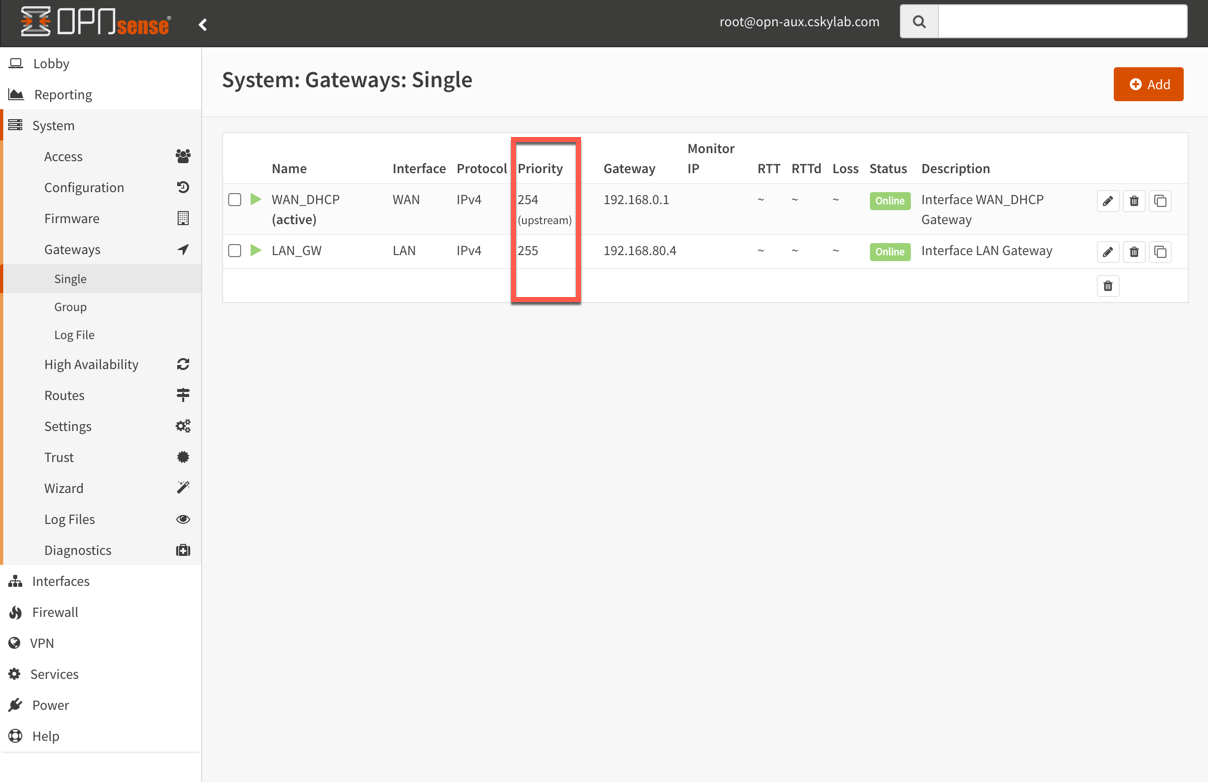 OPNsense®
root@opn-aux.cskylab.com
Lobby
Reporting
System
Access
Configuration
Firmware
Gateways
Single
Group
Log File
High Availability
Routes
Settings
Trust
Wizard
Log Files
Diagnostics
Interfaces
Firewall
VPN
Services
Power
Help
System: Gateways: Single
Add
Name Interface Protocol Priority Gateway Monitor IP RTT RTTd Loss Status Description
WAN_DHCP (active) WAN IPv4 254 (upstream) 192.168.0.1 ~ ~ ~ Online Interface WAN_DHCP Gateway
LAN_GW LAN IPv4 255 192.168.80.4 ~ ~ ~ Online Interface LAN Gateway